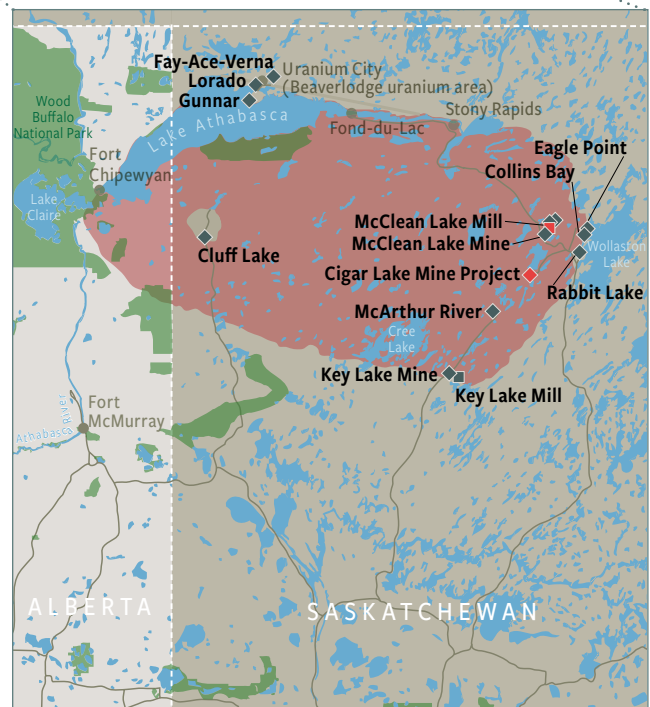 Fay-Ace-Verna
Lorado
Gunnar
Uranium City
(Beaverlodge uranium area)
Stony Rapids
Fond-du-Lac
Lake Athabasca
Wood
Buffalo
National Park
Fort
Chipewyan
Lake
Claire
Eagle Point
Collins Bay
McClean Lake Mill
McClean Lake Mine
Wollaston
Lake
Cluff Lake
Cigar Lake Mine Project
Rabbit Lake
McArthur River
Cree
Lake
Key Lake Mine
Key Lake Mill
Fort
McMurray
Athabasca
River
ALBERTA
SASKATCHEWAN